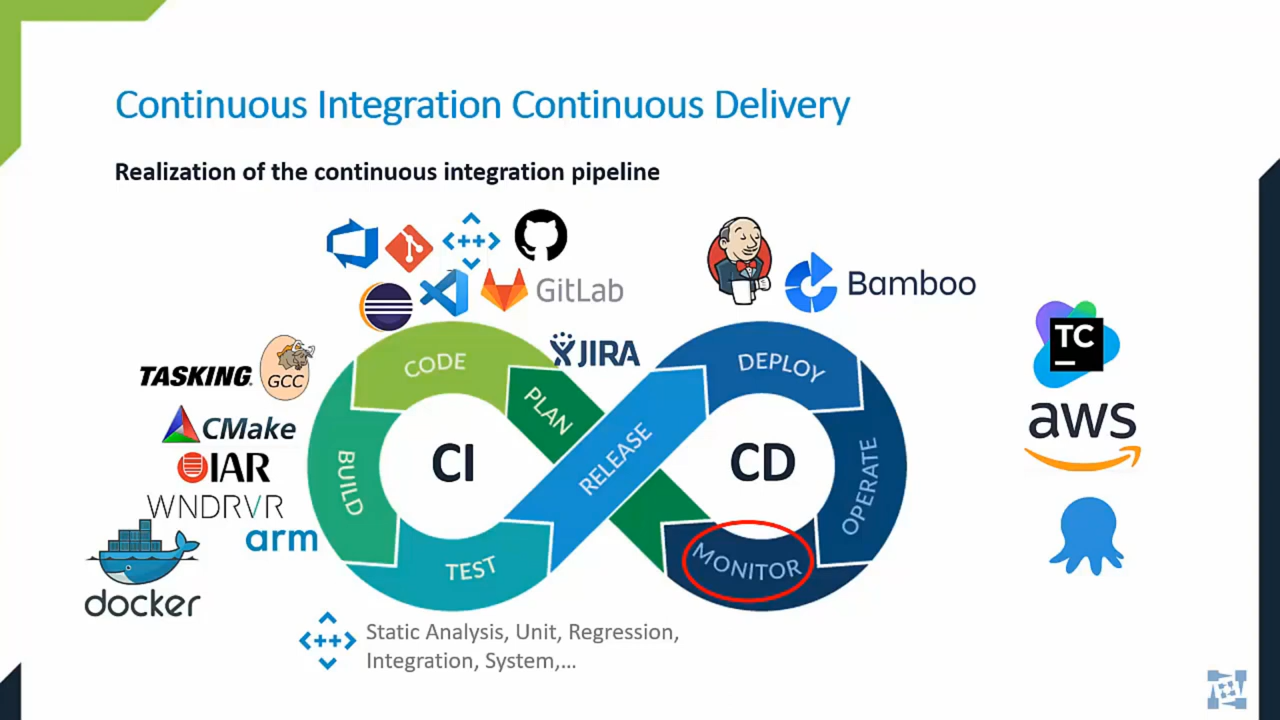 Continuous Integration Continuous Delivery
Realization of the continuous integration pipeline
<++>
GitLab
Bamboo
JIRA
TASKING
GCC
CMake
IAR
WNDRVR
arm
docker
CODE
PLAN
BUILD
TEST
RELEASE
DEPLOY
OPERATE
MONITOR
CI
CD
TC
aws
<++>
Static Analysis, Unit, Regression,
Integration, System,...